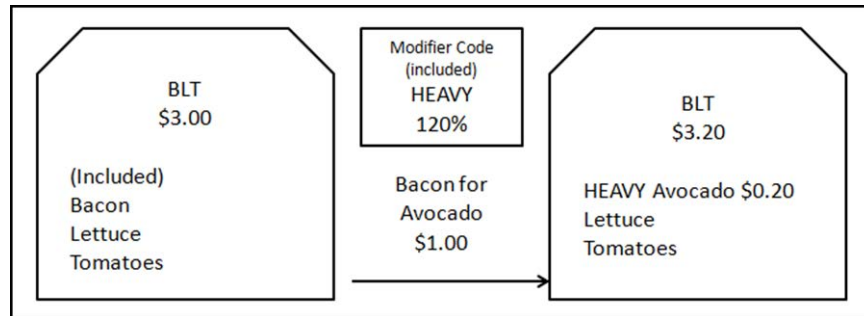 BLT
$3.00
(Included)
Bacon
Lettuce
Tomatoes
Modifier Code
(included)
HEAVY
120%
Bacon for
Avocado
$1.00
BLT
$3.20
HEAVY Avocado $0.20
Lettuce
Tomatoes